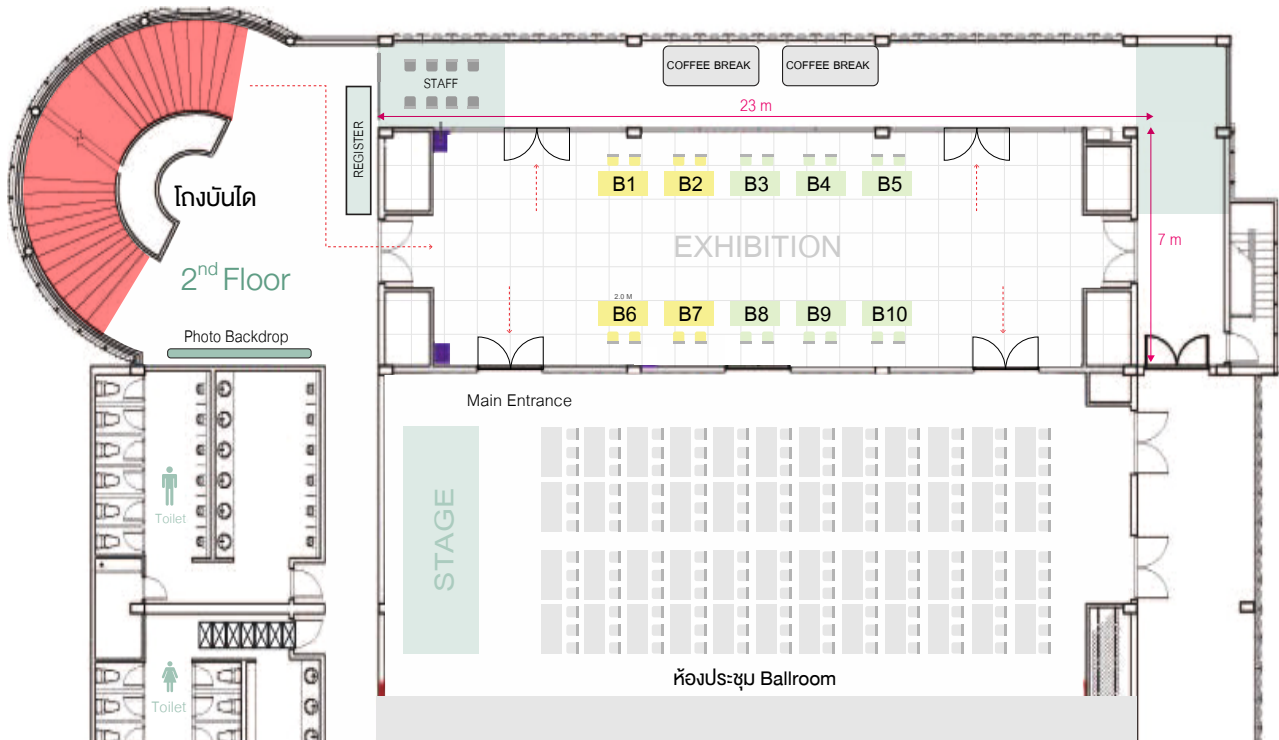 COFFEE BREAK
COFFEE BREAK
STAFF
23 m
REGISTER
B1
B2
B3
B4
B5
โถงบันได
EXHIBITION
7 m
2nd Floor
2.0 M
B6
B7
B8
B9
B10
Photo Backdrop
Main Entrance
STAGE
Toilet
ห้องประชุม Ballroom
Toilet